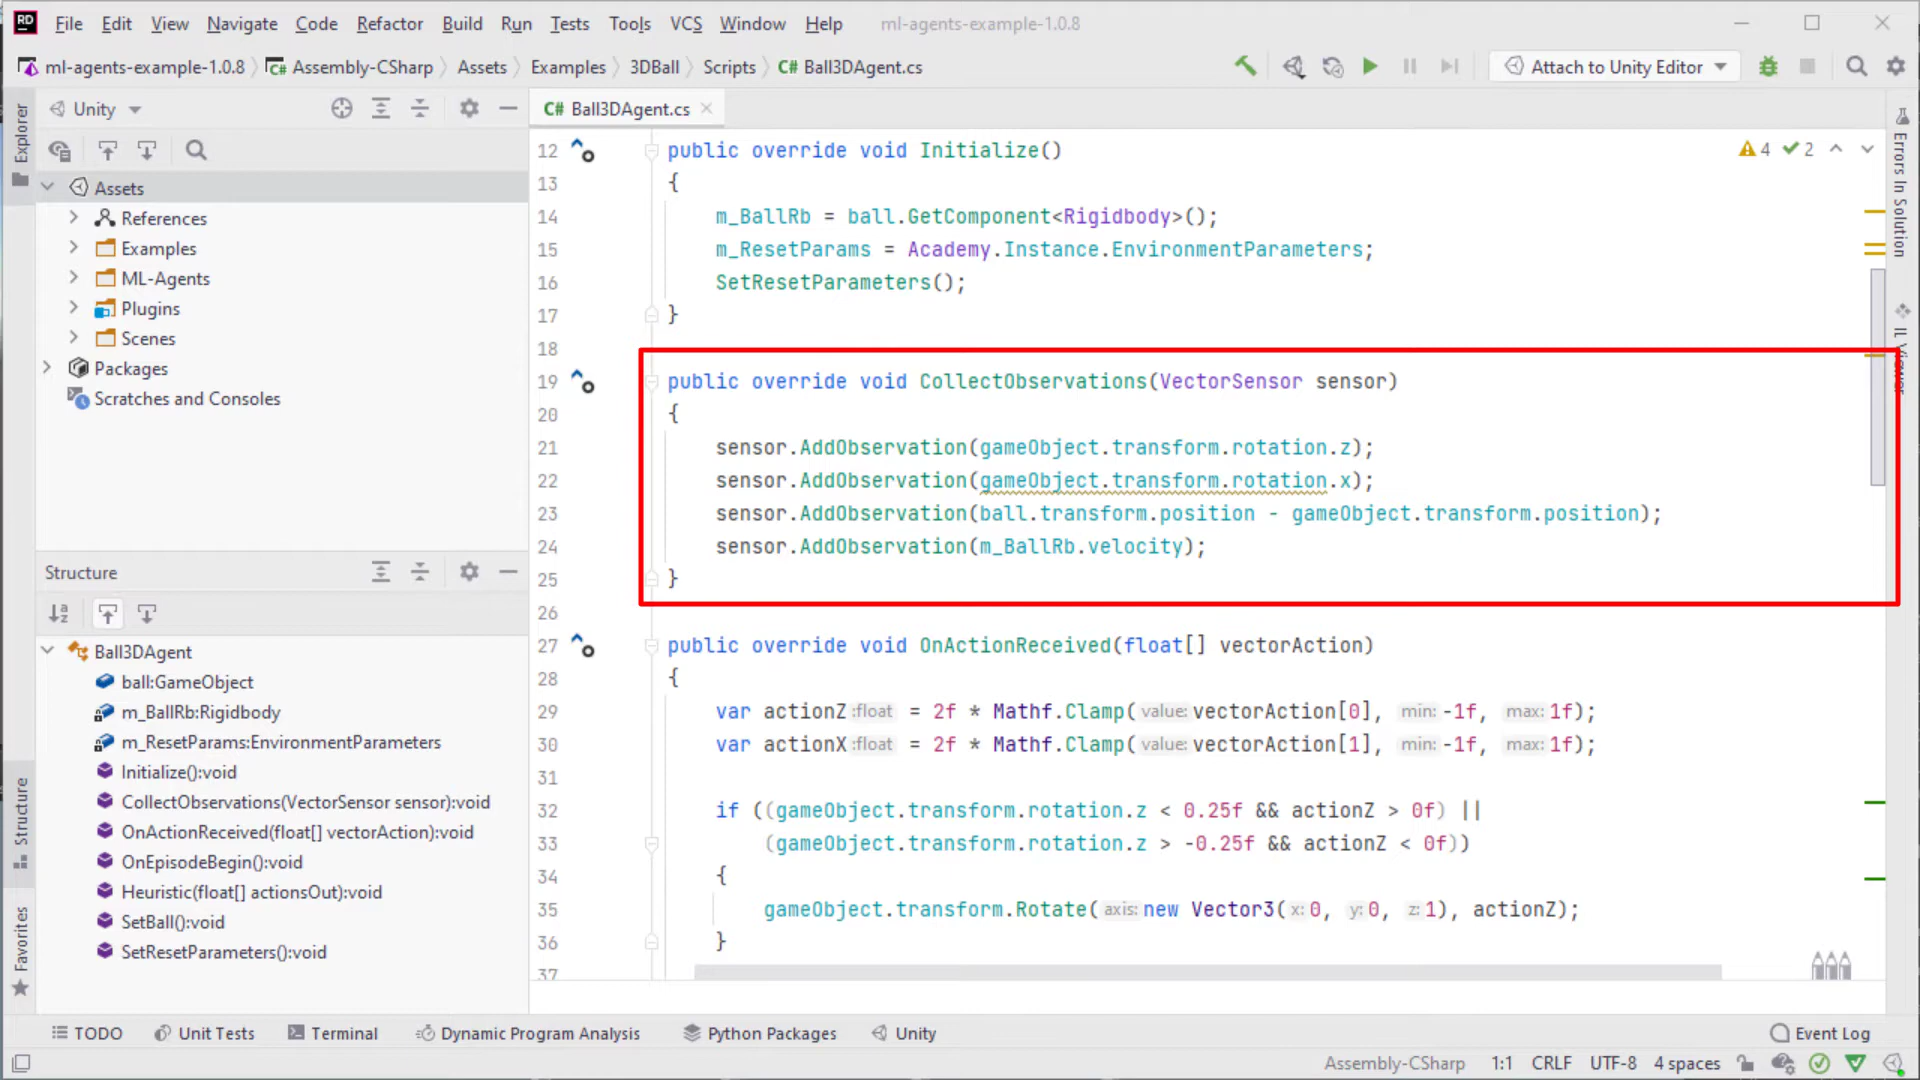 RD File Edit View Navigate Code Refactor Build Run Tests Tools VCS Window Help ml-agents-example-1.0.8
ml-agents-example-1.0.8 C# Assembly-CSharp Assets Examples 3DBall Scripts C# Ball3DAgent.cs Attach to Unity Editor
Explorer
Unity
Assets
References
Examples
ML-Agents
Plugins
Scenes
Packages
Scratches and Consoles
Structure
Structure
Favorites
Ball3DAgent
ball:GameObject
m_BallRb:Rigidbody
m_ResetParams:EnvironmentParameters
Initialize():void
CollectObservations(VectorSensor sensor):void
OnActionReceived(float[] vectorAction):void
OnEpisodeBegin():void
Heuristic(float[] actionsOut):void
SetBall():void
SetResetParameters():void
C# Ball3DAgent.cs
4 2
12 public override void Initialize()
13 {
14 m_BallRb = ball.GetComponent<Rigidbody>();
15 m_ResetParams = Academy.Instance.EnvironmentParameters;
16 SetResetParameters();
17 }
18
19 public override void CollectObservations(VectorSensor sensor)
20 {
21 sensor.AddObservation(gameObject.transform.rotation.z);
22 sensor.AddObservation(gameObject.transform.rotation.x);
23 sensor.AddObservation(ball.transform.position - gameObject.transform.position);
24 sensor.AddObservation(m_BallRb.velocity);
25 }
26
27 public override void OnActionReceived(float[] vectorAction)
28 {
29 var actionZ:float = 2f * Mathf.Clamp(value:vectorAction[0], min:-1f, max:1f);
30 var actionX:float = 2f * Mathf.Clamp(value:vectorAction[1], min:-1f, max:1f);
31
32 if ((gameObject.transform.rotation.z < 0.25f && actionZ > 0f) ||
33 (gameObject.transform.rotation.z > -0.25f && actionZ < 0f))
34 {
35 gameObject.transform.Rotate(axis:new Vector3(x:0, y:0, z:1), actionZ);
36 }
37
Errors In Solution
IL Viewer
TODO Unit Tests Terminal Dynamic Program Analysis Python Packages Unity Event Log
Assembly-CSharp 1:1 CRLF UTF-8 4 spaces